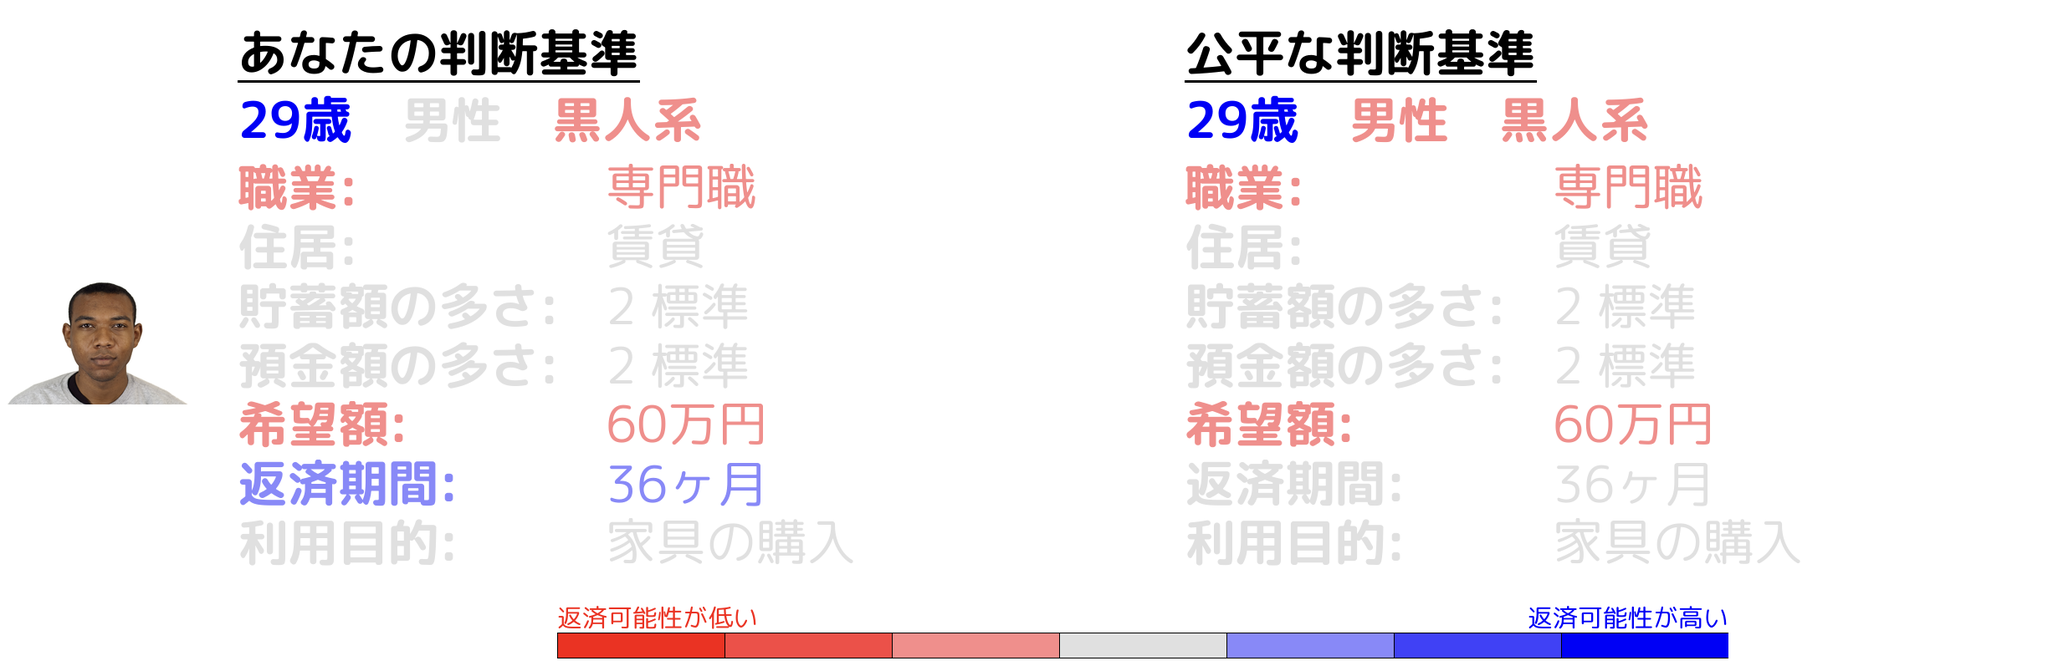 あなたの判断基準
29歳 男性 黒人系
職業: 専門職
住居: 賃貸
貯蓄額の多さ: 2 標準
預金額の多さ: 2 標準
希望額: 60万円
返済期間: 36ヶ月
利用目的: 家具の購入
公平な判断基準
29歳 男性 黒人系
職業: 専門職
住居: 賃貸
貯蓄額の多さ: 2 標準
預金額の多さ: 2 標準
希望額: 60万円
返済期間: 36ヶ月
利用目的: 家具の購入
返済可能性が低い
返済可能性が高い